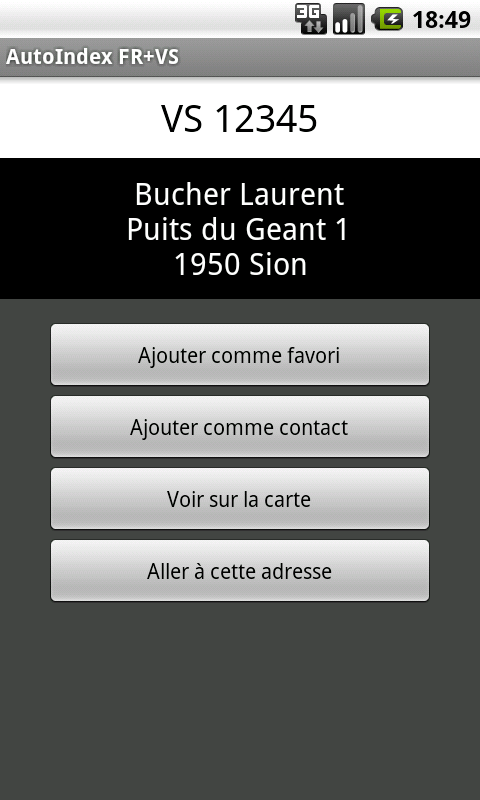 3G
18:49
AutoIndex FR+VS
VS 12345
Bucher Laurent
Puits du Geant 1
1950 Sion
Ajouter comme favori
Ajouter comme contact
Voir sur la carte
Aller à cette adresse